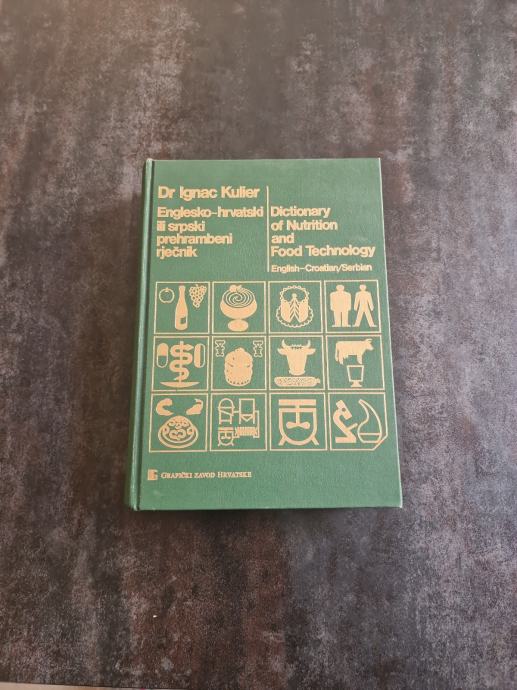 Dr Ignac Kulier
Englesko-hrvatski
ili srpski
prehrambeni
rječnik
Dictionary
of Nutrition
and
Food Technology
English-Croatian/Serbian
GRAFIČKI ZAVOD HRVATSKE